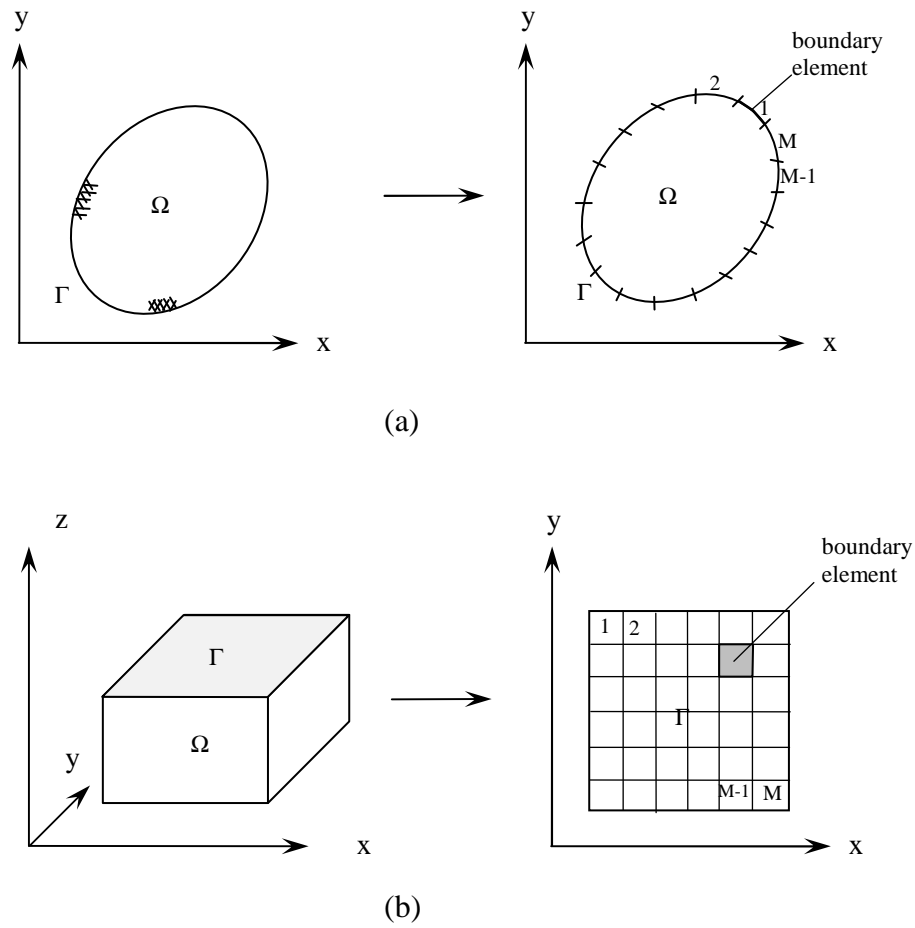 y
y
boundary
element
2
1
M
M-1
Ω
Ω
Γ
Γ
x
x
(a)
z
y
boundary
element
1 2
Γ
Γ
Ω
y
M-1 M
x
x
(b)